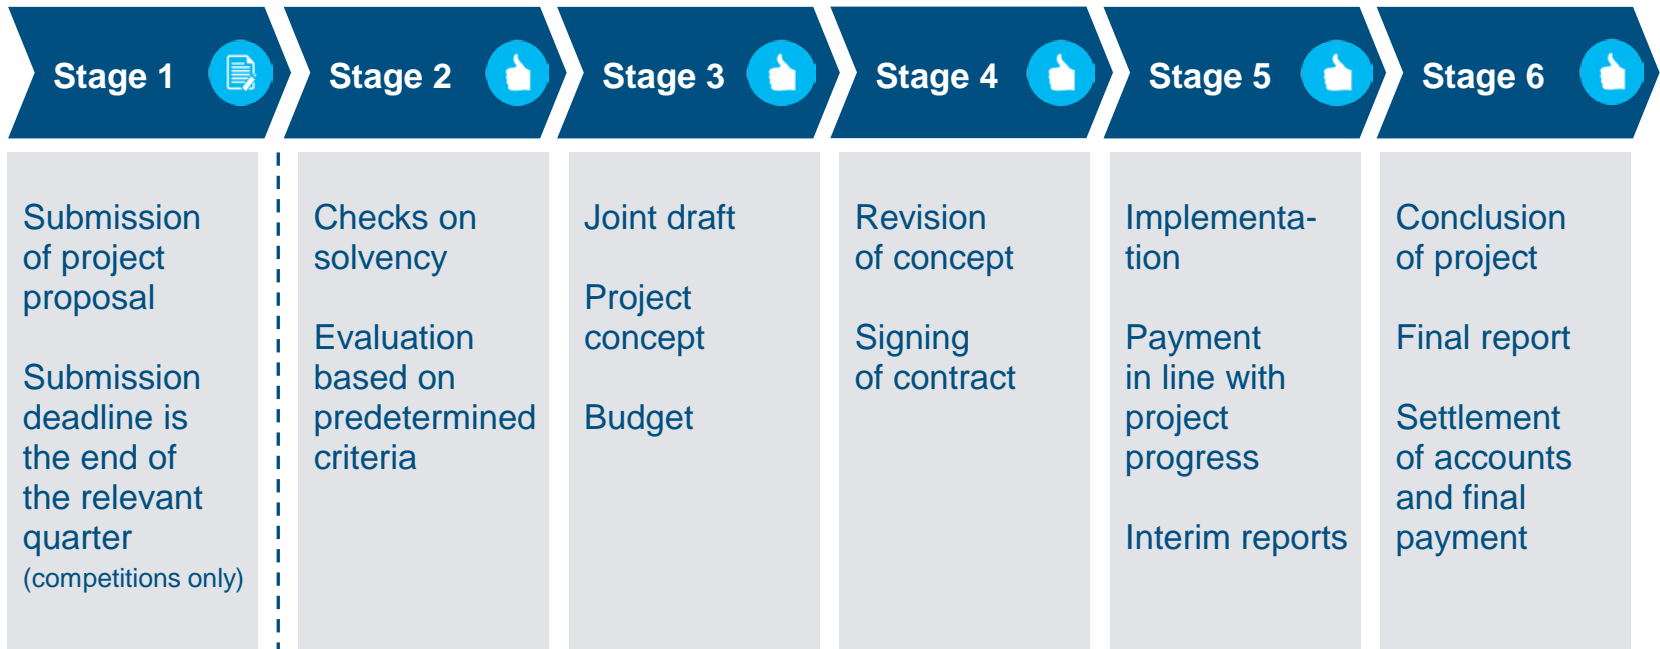 Stage 1
Stage 2
Stage 3
Stage 4
Stage 5
Stage 6
Submission
of project
proposal
Submission
deadline is
the end of
the relevant
quarter
(competitions only)
Checks on
solvency
Evaluation
based on
predetermined
criteria
Joint draft
Project
concept
Budget
Revision
of concept
Signing
of contract
Implementa-
tion
Payment
in line with
project
progress
Interim reports
Conclusion
of project
Final report
Settlement
of accounts
and final
payment